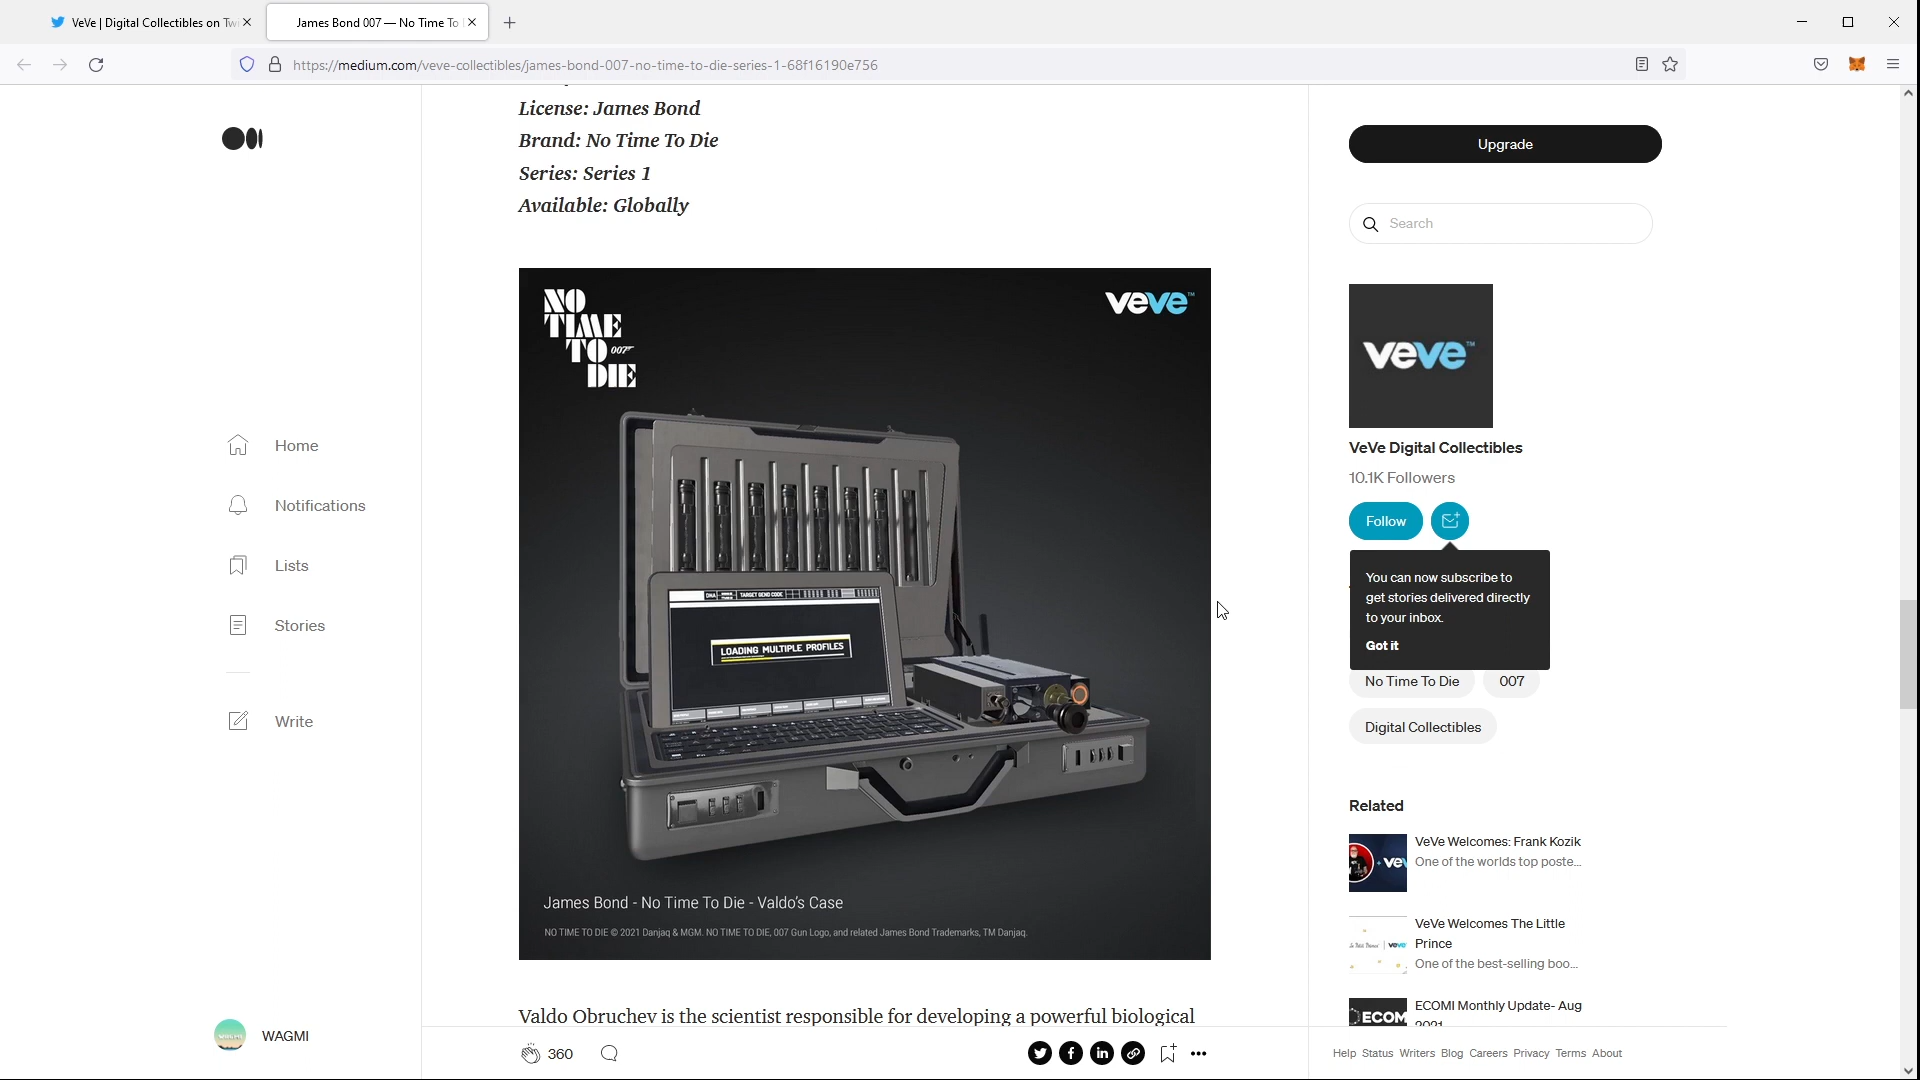 VeVe | Digital Collectibles on Tw
James Bond 007 — No Time To
https://medium.com/veve-collectibles/james-bond-007-no-time-to-die-series-1-68f16190e756
License: James Bond
Brand: No Time To Die
Series: Series 1
Available: Globally
NO
TIME
TO 007
DIE
veve™
DNA
TARGET GENO CODE
LOADING MULTIPLE PROFILES
James Bond - No Time To Die - Valdo's Case
NO TIME TO DIE © 2021 Danjaq & MGM. NO TIME TO DIE, 007 Gun Logo, and related James Bond Trademarks, TM Danjaq.
Valdo Obruchev is the scientist responsible for developing a powerful biological
360
Home
Notifications
Lists
Stories
Write
WAGMI
Upgrade
Search
veve™
VeVe Digital Collectibles
10.1K Followers
Follow
You can now subscribe to
get stories delivered directly
to your inbox.
Got it
No Time To Die
007
Digital Collectibles
Related
VeVe Welcomes: Frank Kozik
One of the worlds top poste...
VeVe Welcomes The Little
Prince
One of the best-selling boo...
ECOM
ECOMI Monthly Update- Aug
2021
Help Status Writers Blog Careers Privacy Terms About